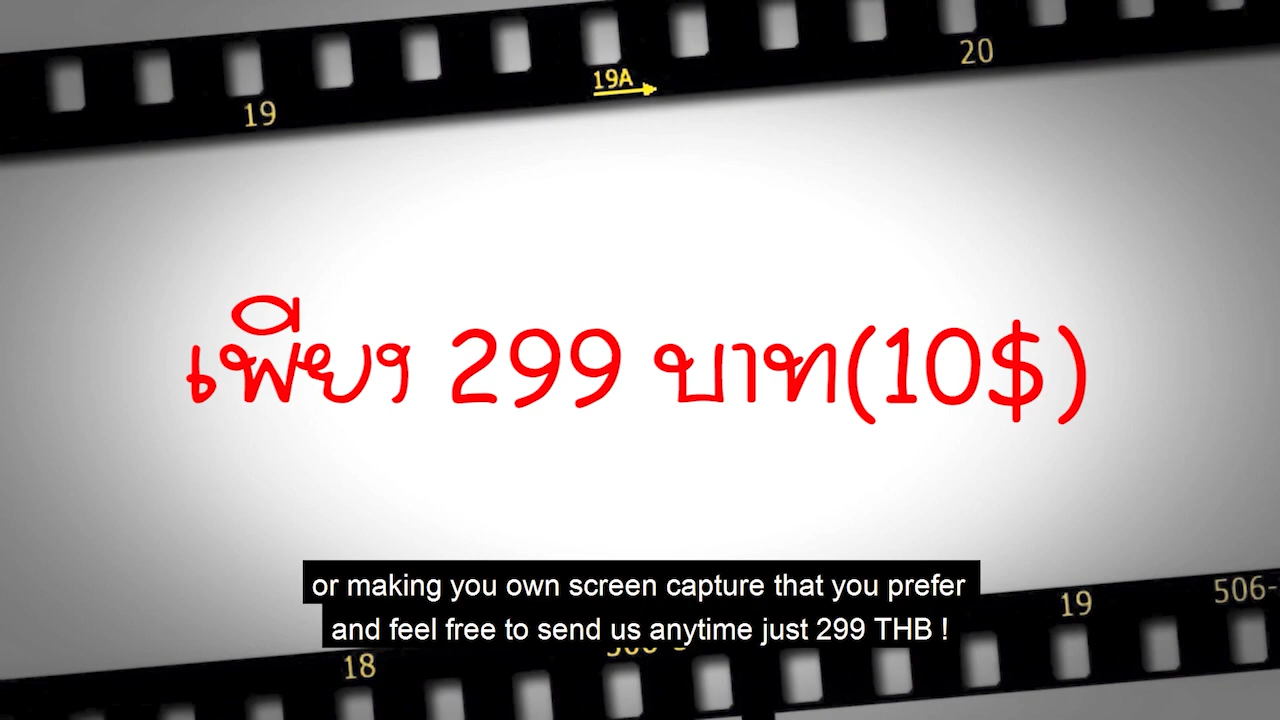 19
19A
20
เพียง 299 บาท(10$)
or making you own screen capture that you prefer
and feel free to send us anytime just 299 THB !
18
19
506-